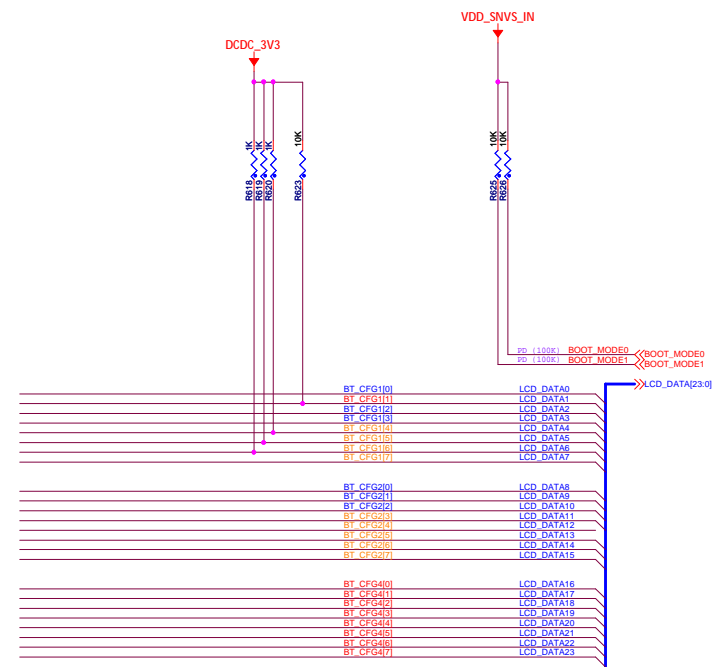 VDD_SNVS_IN
DCDC_3V3
1K
1K
1K
10K
10K
10K
R618
R619
R620
R623
R625
R626
PD (100K) BOOT_MODE0 BOOT_MODE0
PD (100K) BOOT_MODE1 BOOT_MODE1
LCD_DATA[23:0]
BT_CFG1[0] LCD_DATA0
BT_CFG1[1] LCD_DATA1
BT_CFG1[2] LCD_DATA2
BT_CFG1[3] LCD_DATA3
BT_CFG1[4] LCD_DATA4
BT_CFG1[5] LCD_DATA5
BT_CFG1[6] LCD_DATA6
BT_CFG1[7] LCD_DATA7
BT_CFG2[0] LCD_DATA8
BT_CFG2[1] LCD_DATA9
BT_CFG2[2] LCD_DATA10
BT_CFG2[3] LCD_DATA11
BT_CFG2[4] LCD_DATA12
BT_CFG2[5] LCD_DATA13
BT_CFG2[6] LCD_DATA14
BT_CFG2[7] LCD_DATA15
BT_CFG4[0] LCD_DATA16
BT_CFG4[1] LCD_DATA17
BT_CFG4[2] LCD_DATA18
BT_CFG4[3] LCD_DATA19
BT_CFG4[4] LCD_DATA20
BT_CFG4[5] LCD_DATA21
BT_CFG4[6] LCD_DATA22
BT_CFG4[7] LCD_DATA23